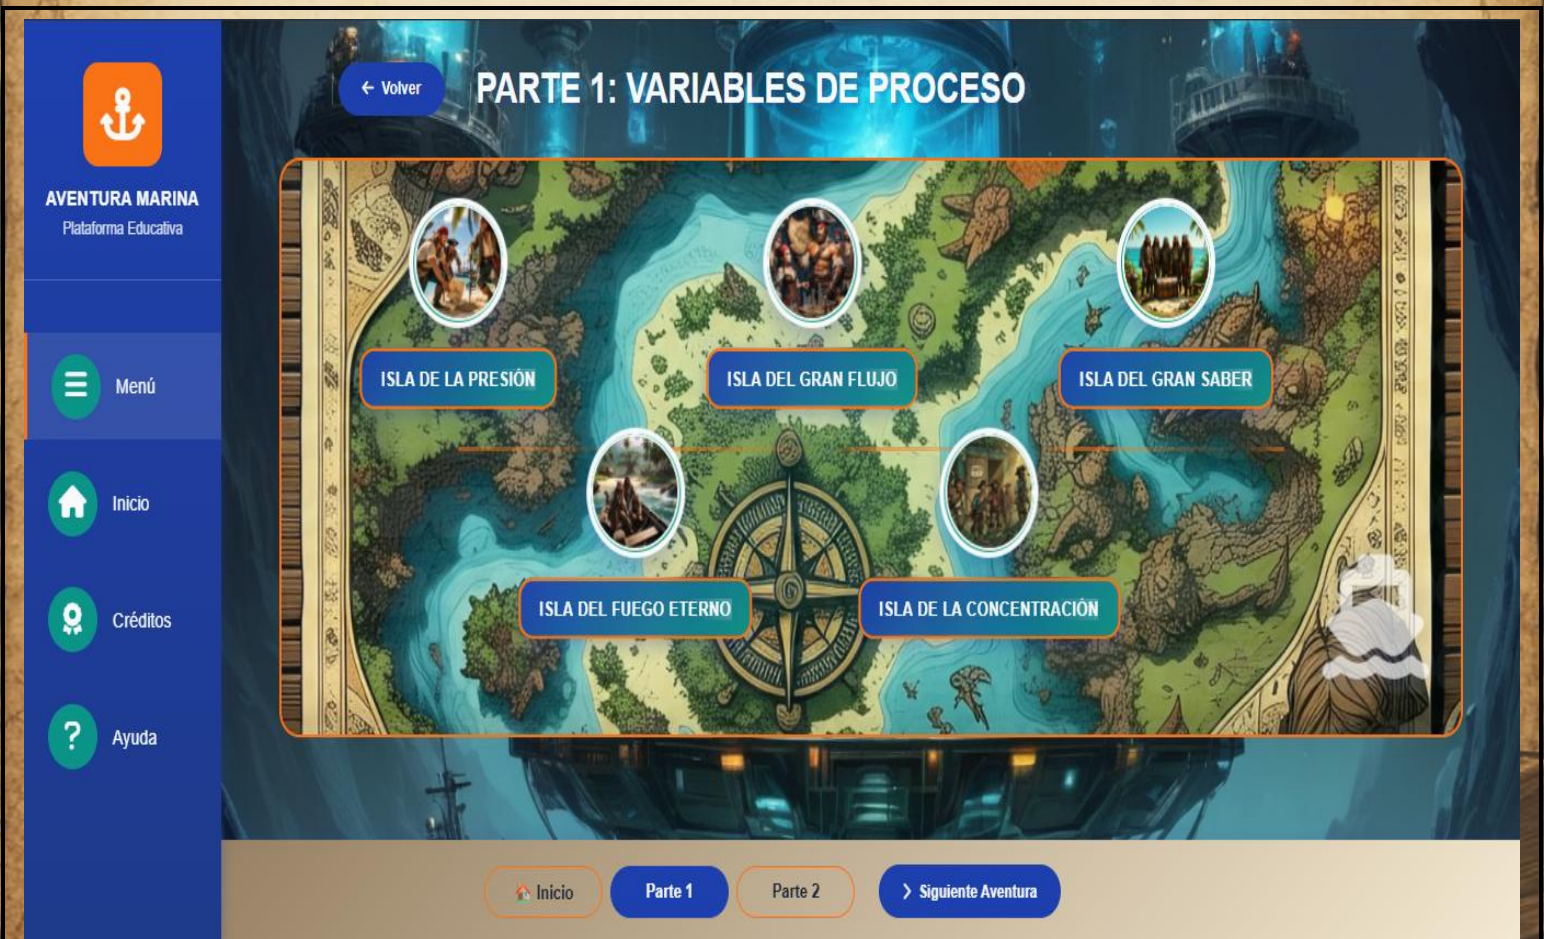 AVENTURA MARINA
Plataforma Educativa
Menú
Inicio
Créditos
Ayuda
← Volver
PARTE 1: VARIABLES DE PROCESO
ISLA DE LA PRESIÓN
ISLA DEL GRAN FLUJO
ISLA DEL GRAN SABER
ISLA DEL FUEGO ETERNO
ISLA DE LA CONCENTRACIÓN
Inicio
Parte 1
Parte 2
Siguiente Aventura